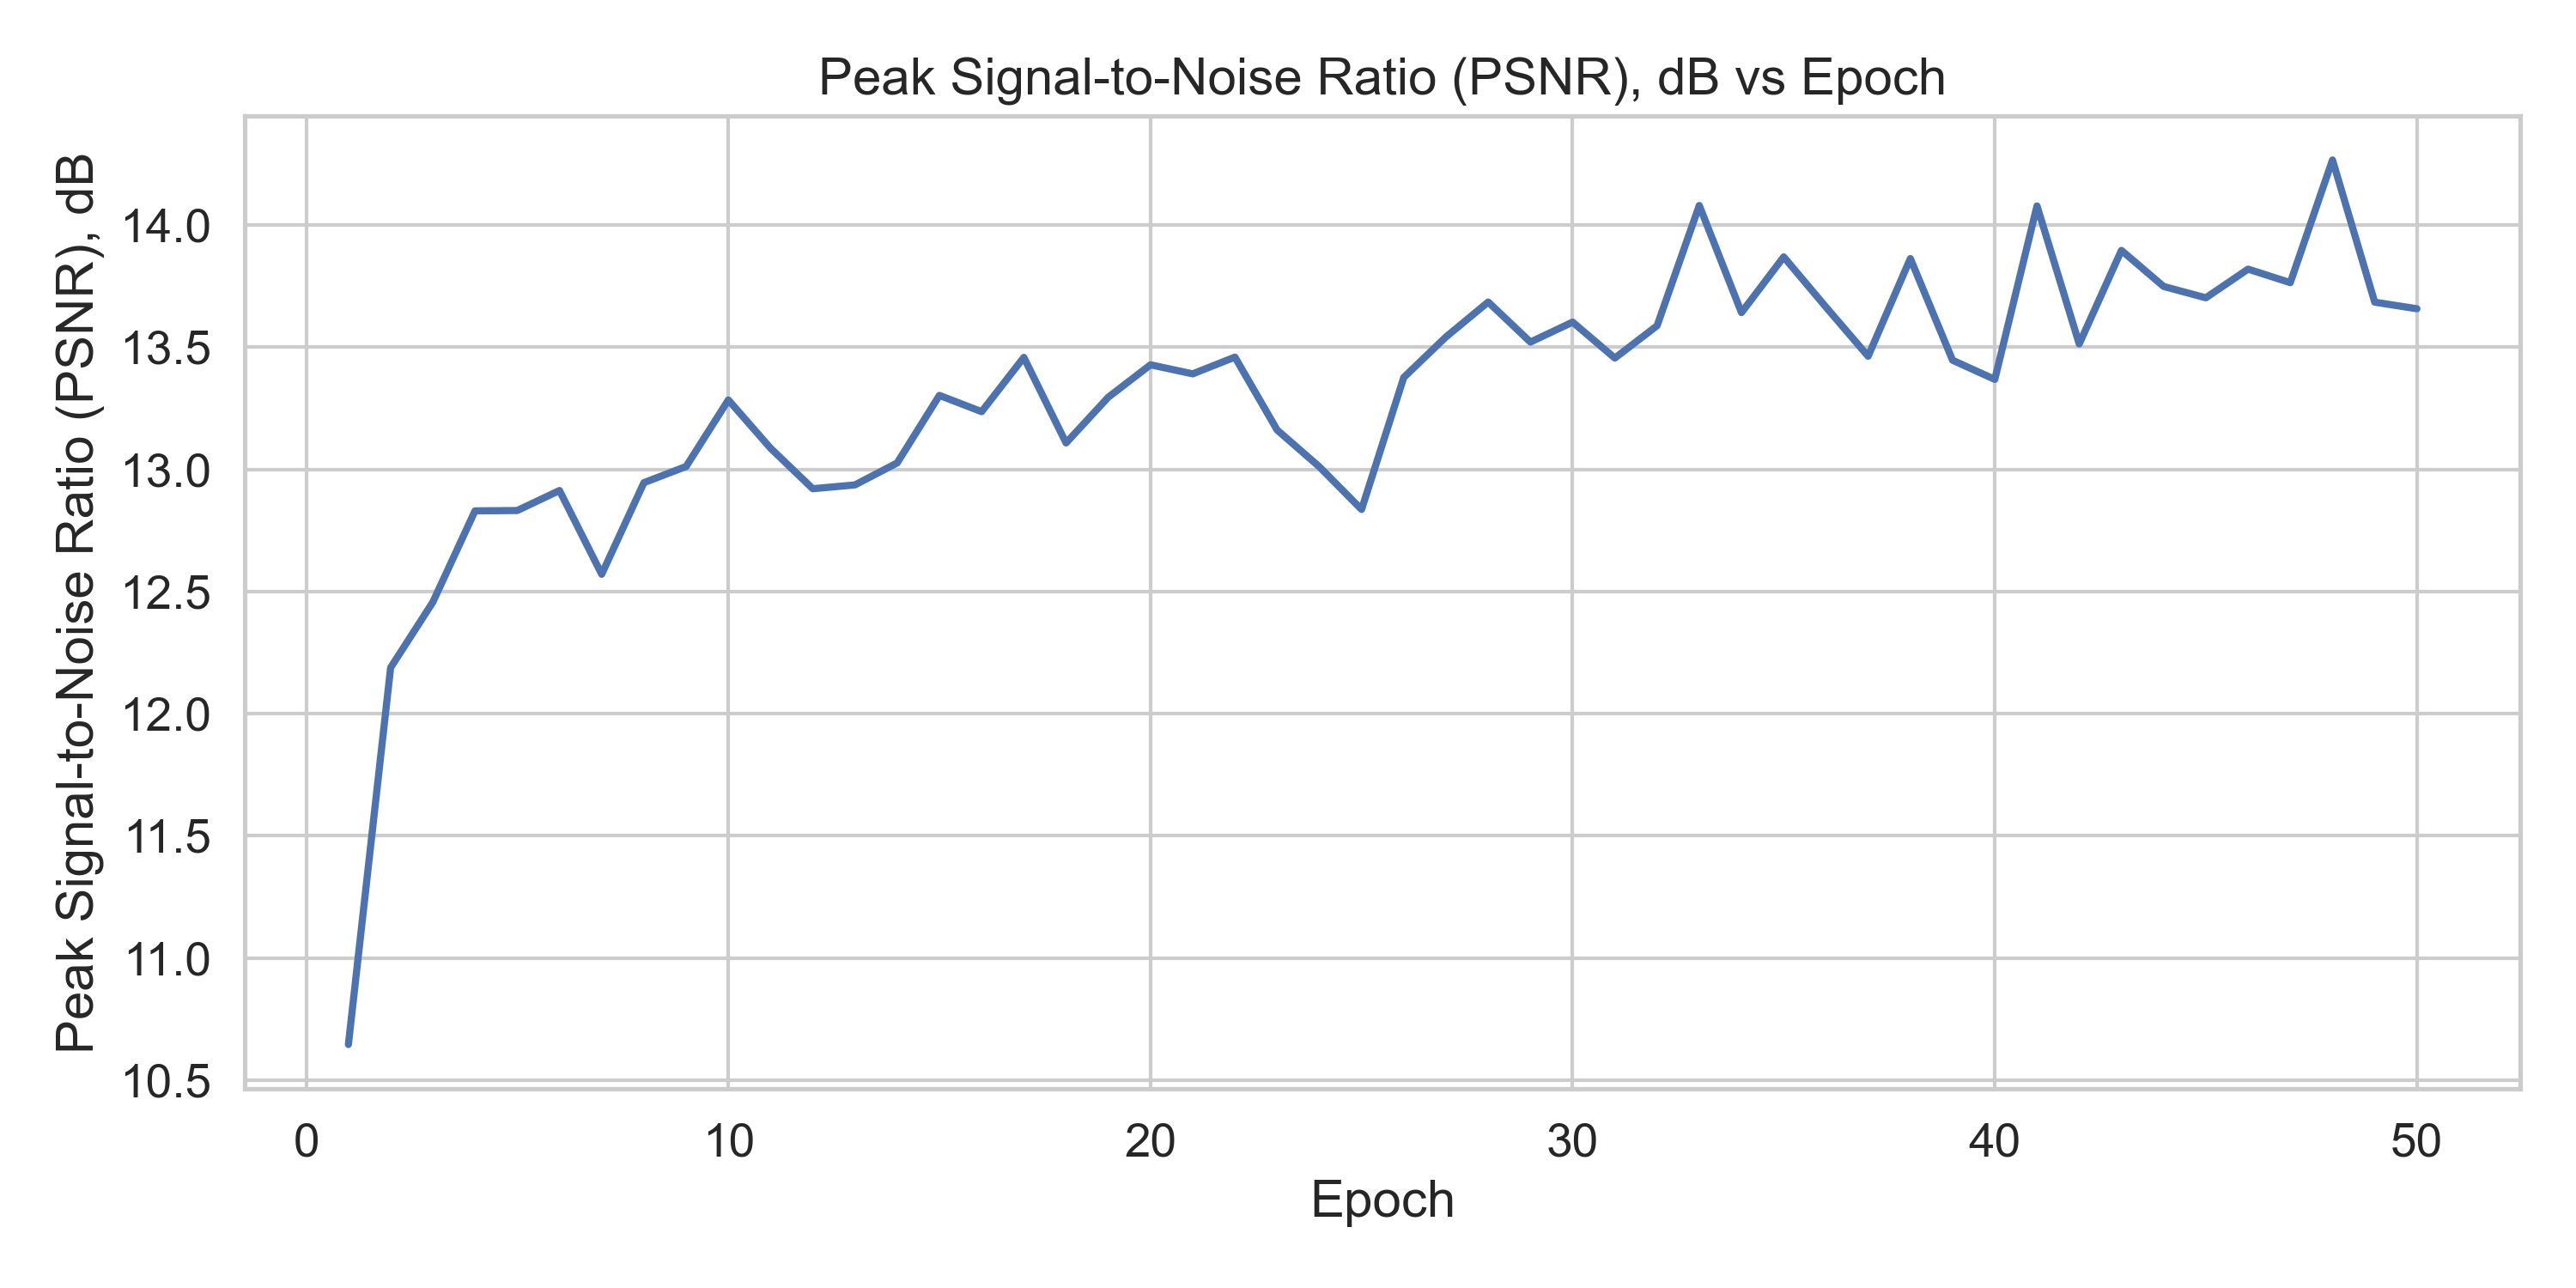 Peak Signal-to-Noise Ratio (PSNR), dB vs Epoch
Peak Signal-to-Noise Ratio (PSNR), dB
14.0
13.5
13.0
12.5
12.0
11.5
11.0
10.5
0 10 20 30 40 50
Epoch